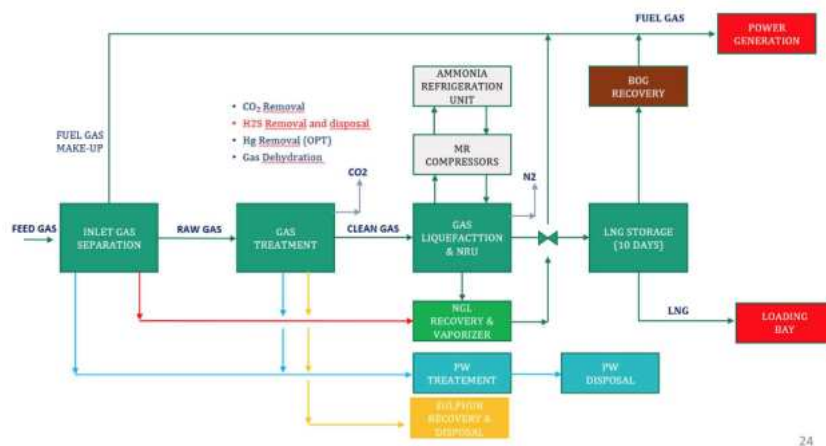 FUEL GAS
POWER
GENERATION
AMMONIA
REFRIGERATION
UNIT
BOG
RECOVERY
• CO₂ Removal
• H2S Removal and disposal
• Hg Removal (OPT)
• Gas Dehydration
FUEL GAS
MAKE-UP
MR
COMPRESSORS
CO2
N2
FEED GAS
INLET GAS
SEPARATION
RAW GAS
GAS
TREATMENT
CLEAN GAS
GAS
LIQUEFACTTION
& NRU
LNG STORAGE
(10 DAYS)
NGL
RECOVERY &
VAPORIZER
LNG
LOADING
BAY
PW
TREATEMENT
PW
DISPOSAL
SULPHUR
RECOVERY &
DISPOSAL
24